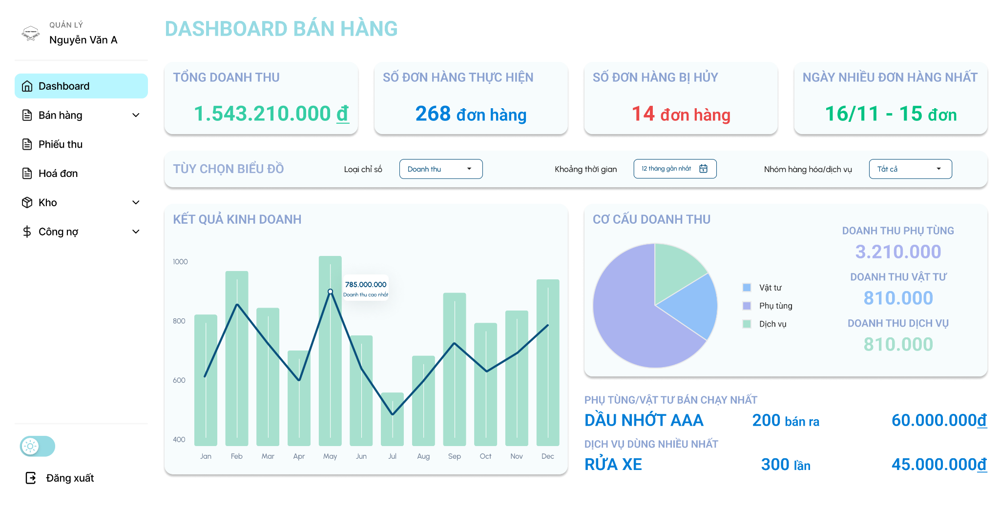 QUẢN LÝ
Nguyễn Văn A
Dashboard
Bán hàng
Phiếu thu
Hoá đơn
Kho
Công nợ
Đăng xuất
DASHBOARD BÁN HÀNG
TỔNG DOANH THU
1.543.210.000 đ
SỐ ĐƠN HÀNG THỰC HIỆN
268 đơn hàng
SỐ ĐƠN HÀNG BỊ HỦY
14 đơn hàng
NGÀY NHIỀU ĐƠN HÀNG NHẤT
16/11 - 15 đơn
TÙY CHỌN BIỂU ĐỒ
Loại chỉ số
Doanh thu
Khoảng thời gian
12 tháng gần nhất
Nhóm hàng hóa/dịch vụ
Tất cả
KẾT QUẢ KINH DOANH
1000
800
600
400
785.000.000
Doanh thu cao nhất
Jan Feb Mar Apr May Jun Jul Aug Sep Oct Nov Dec
CƠ CẤU DOANH THU
Vật tư
Phụ tùng
Dịch vụ
DOANH THU PHỤ TÙNG
3.210.000
DOANH THU VẬT TƯ
810.000
DOANH THU DỊCH VỤ
810.000
PHỤ TÙNG/VẬT TƯ BÁN CHẠY NHẤT
DẦU NHỚT AAA 200 bán ra 60.000.000đ
DỊCH VỤ DÙNG NHIỀU NHẤT
RỬA XE 300 lần 45.000.000đ